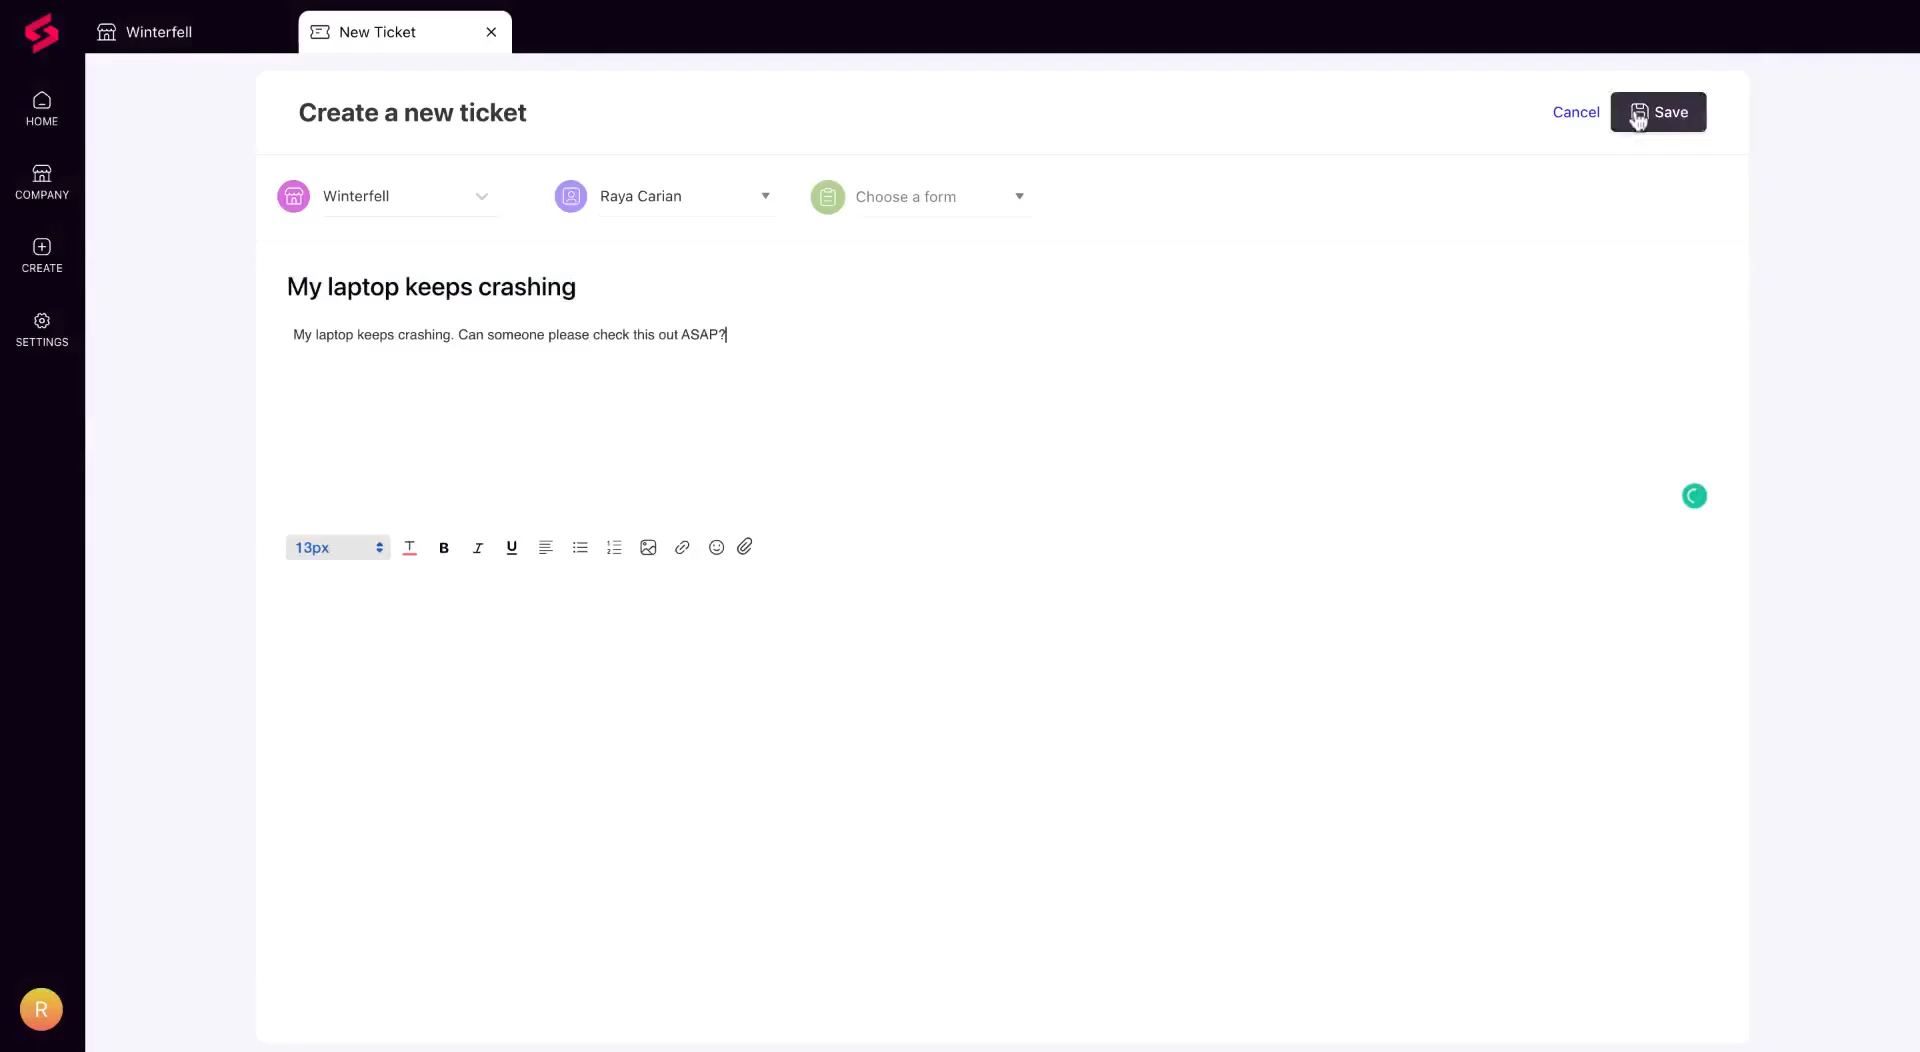 Winterfell
New Ticket
HOME
COMPANY
CREATE
SETTINGS
Create a new ticket
Cancel
Save
Winterfell
Raya Carian
Choose a form
My laptop keeps crashing
My laptop keeps crashing. Can someone please check this out ASAP?
13px
T B I U
R